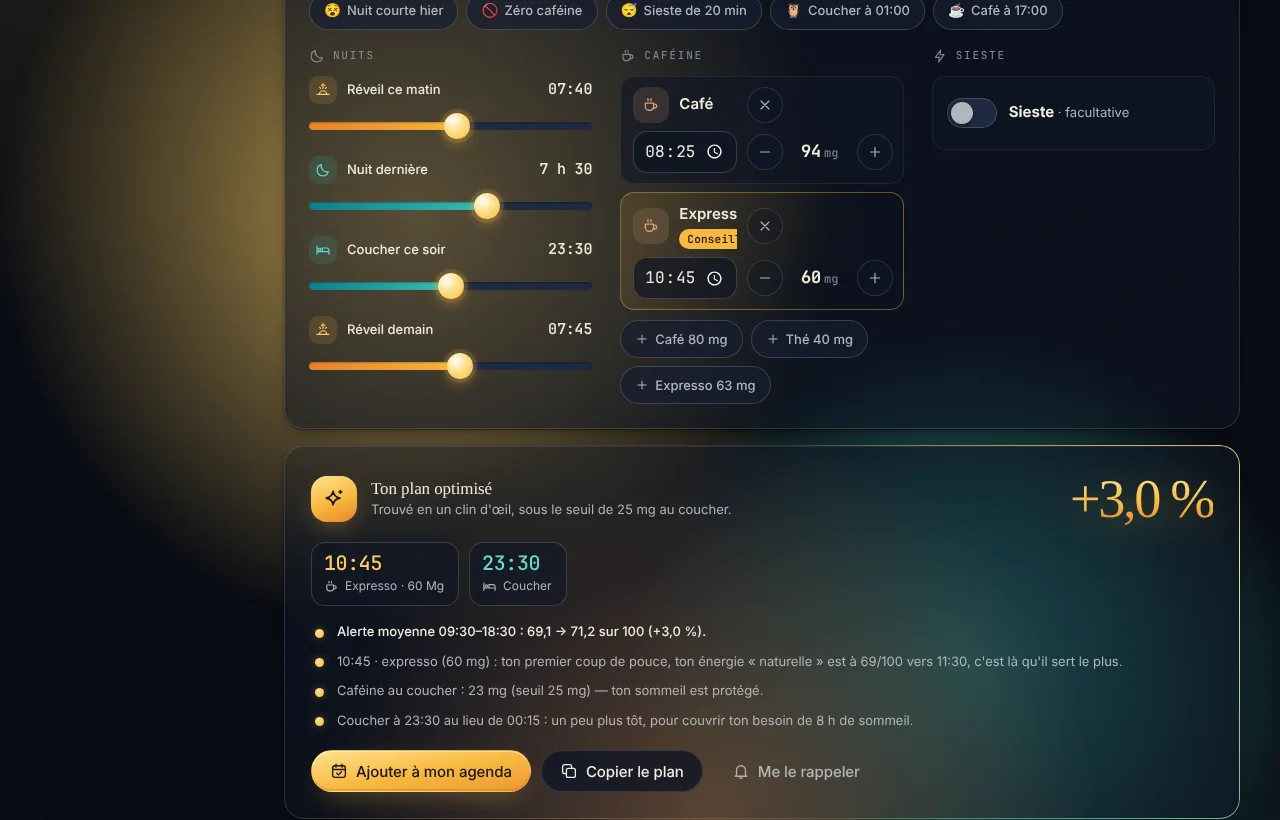 Nuit courte hier
Zéro caféine
Sieste de 20 min
Coucher à 01:00
Café à 17:00
NUITS
Réveil ce matin 07:40
Nuit dernière 7 h 30
Coucher ce soir 23:30
Réveil demain 07:45
CAFÉINE
Café
08:25
94 mg
Express
Conseil
10:45
60 mg
Café 80 mg
Thé 40 mg
Expresso 63 mg
SIESTE
Sieste · facultative
Ton plan optimisé
Trouvé en un clin d'œil, sous le seuil de 25 mg au coucher.
+3,0 %
10:45
Expresso · 60 Mg
23:30
Coucher
Alerte moyenne 09:30–18:30 : 69,1 → 71,2 sur 100 (+3,0 %).
10:45 · expresso (60 mg) : ton premier coup de pouce, ton énergie « naturelle » est à 69/100 vers 11:30, c'est là qu'il sert le plus.
Caféine au coucher : 23 mg (seuil 25 mg) — ton sommeil est protégé.
Coucher à 23:30 au lieu de 00:15 : un peu plus tôt, pour couvrir ton besoin de 8 h de sommeil.
Ajouter à mon agenda
Copier le plan
Me le rappeler